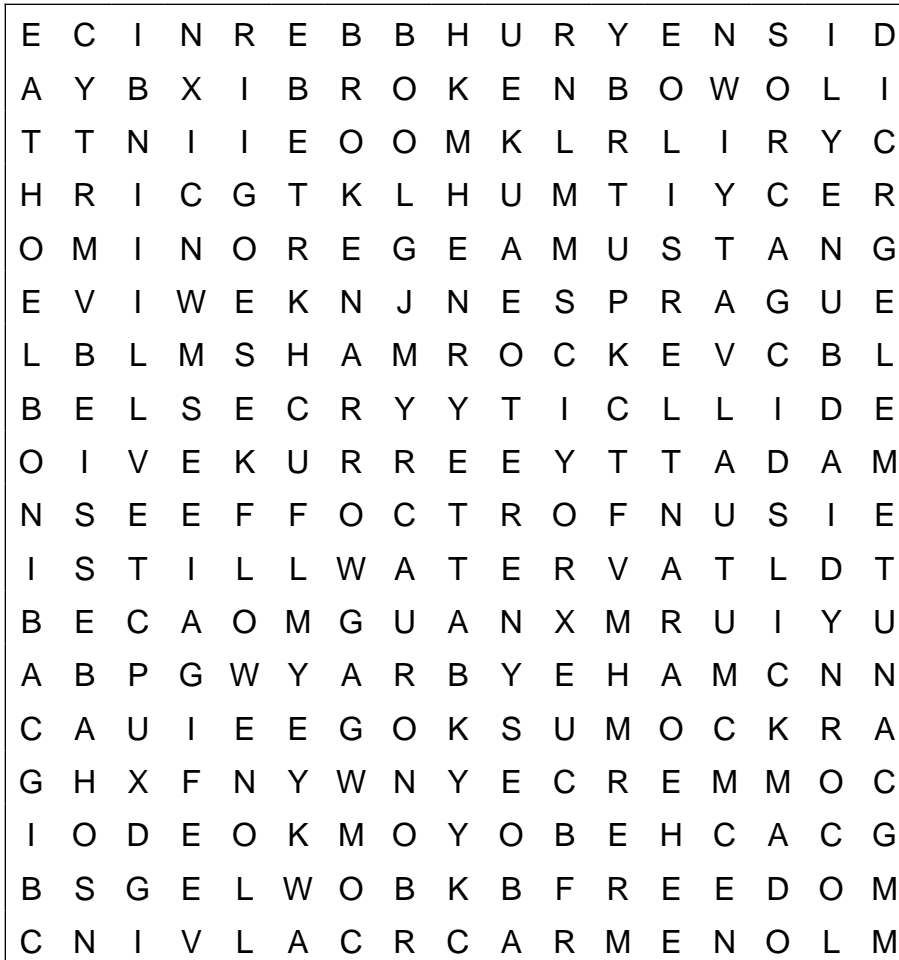 E C I N R E B B H U R Y E N S I D
A Y B X I B R O K E N B O W O L I
T T N I I E O O M K L R L I R Y C
H R I C G T K L H U M T I Y C E R
O M I N O R E G E A M U S T A N G
E V I W E K N J N E S P R A G U E
L B L M S H A M R O C K E V C B L
B E L S E C R Y Y T I C L L I D E
O I V E K U R R E E Y T T A D A M
N S E E F F O C T R O F N U S I E
I S T I L L W A T E R V A T L D T
B E C A O M G U A N X M R U I Y U
A B P G W Y A R B Y E H A M C N N
C A U I E E G O K S U M O C K R A
G H X F N Y W N Y E C R E M M O C
I O D E O K M O Y O B E H C A C G
B S G E L W O B K B F R E E D O M
C N I V L A C R C A R M E N O L M